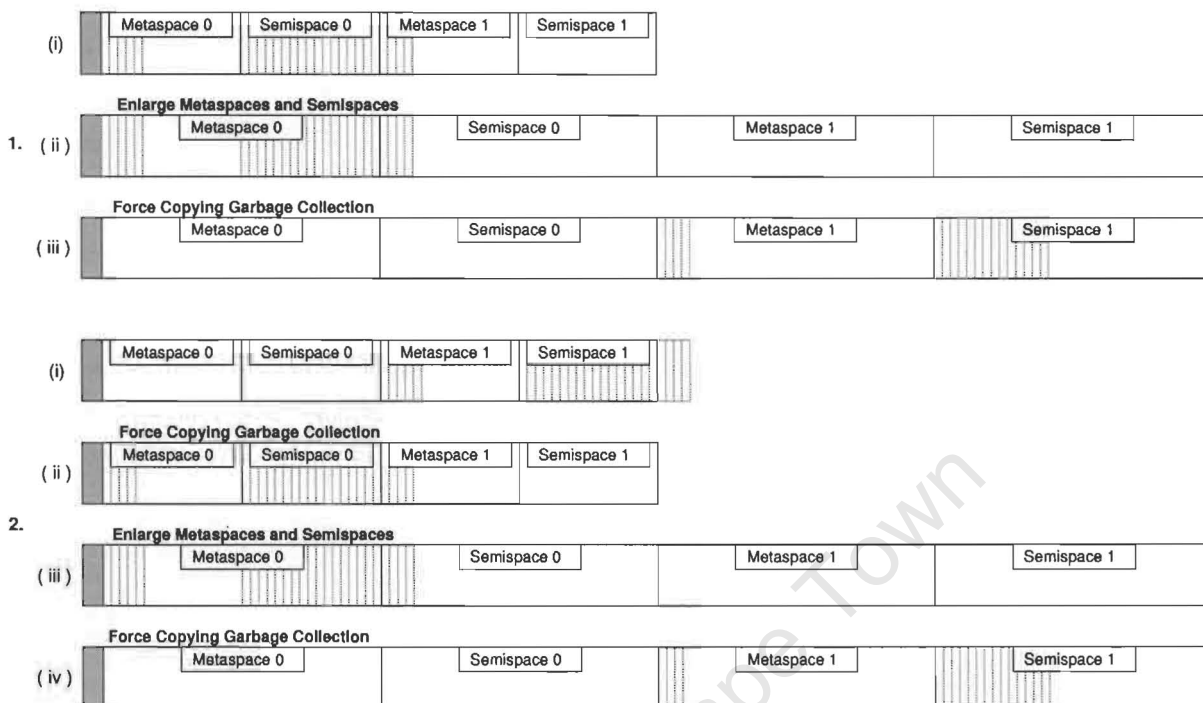 Metaspace 0 Semispace 0 Metaspace 1 Semispace 1
(i)
Enlarge Metaspaces and Semispaces
1. ( ii ) Metaspace 0 Semispace 0 Metaspace 1 Semispace 1
Force Copying Garbage Collection
( iii ) Metaspace 0 Semispace 0 Metaspace 1 Semispace 1
(i) Metaspace 0 Semispace 0 Metaspace 1 Semispace 1
Force Copying Garbage Collection
( ii ) Metaspace 0 Semispace 0 Metaspace 1 Semispace 1
2.
Enlarge Metaspaces and Semispaces
( iii ) Metaspace 0 Semispace 0 Metaspace 1 Semispace 1
Force Copying Garbage Collection
( iv ) Metaspace 0 Semispace 0 Metaspace 1 Semispace 1
ape Town